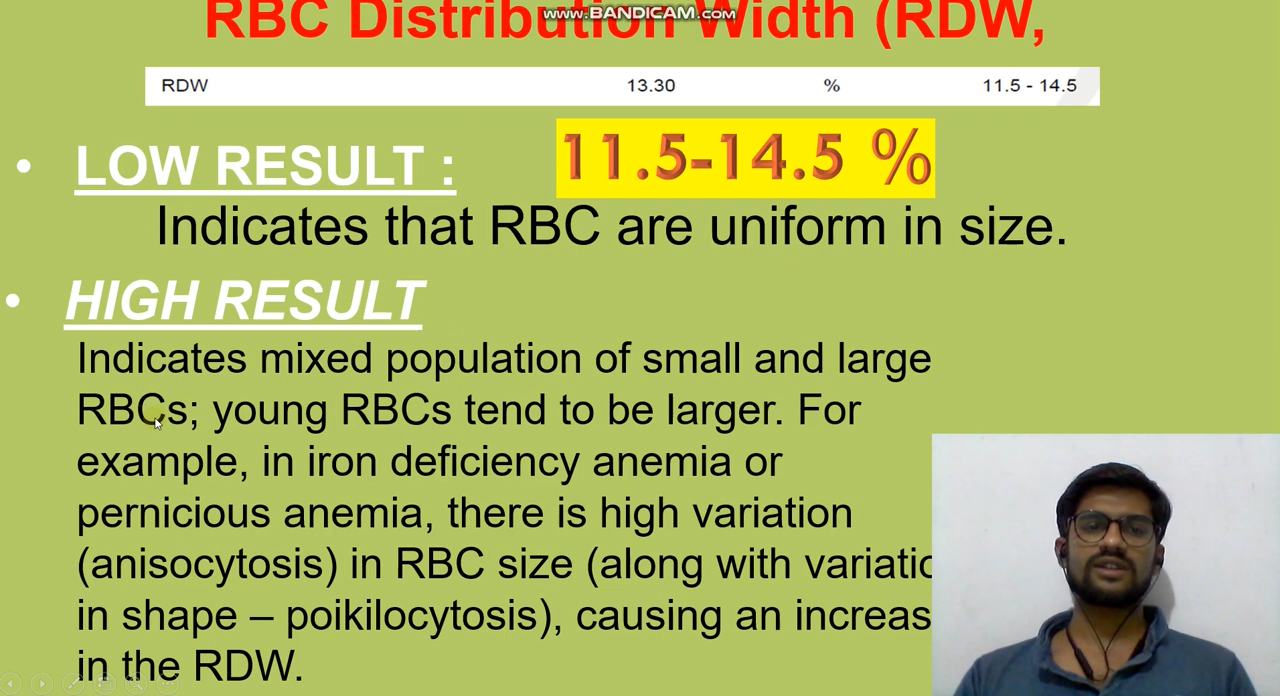 RBC Distribution Width (RDW,
www.BANDICAM.com
RDW 13.30 % 11.5 - 14.5
• LOW RESULT :
11.5-14.5 %
Indicates that RBC are uniform in size.
• HIGH RESULT
Indicates mixed population of small and large
RBCs; young RBCs tend to be larger. For
example, in iron deficiency anemia or
pernicious anemia, there is high variation
(anisocytosis) in RBC size (along with variatio
in shape – poikilocytosis), causing an increas
in the RDW.